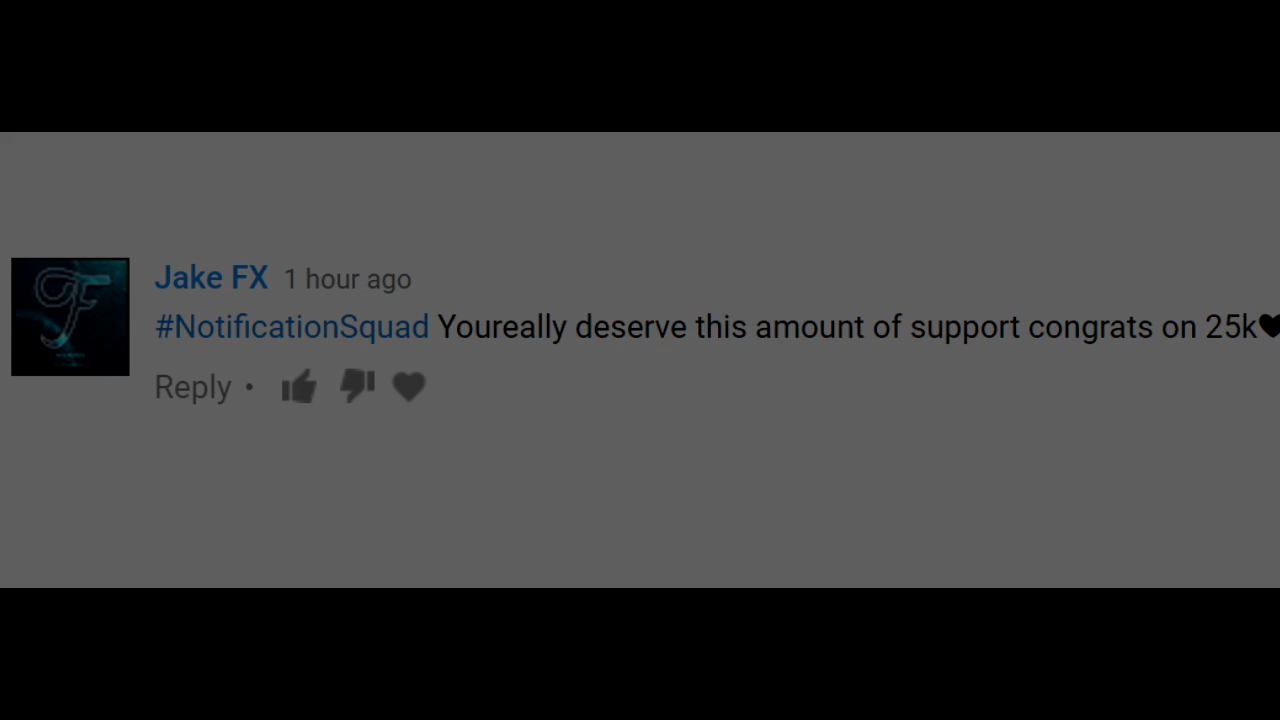 Jake FX 1 hour ago
#NotificationSquad Youreally deserve this amount of support congrats on 25k🖤
Reply •